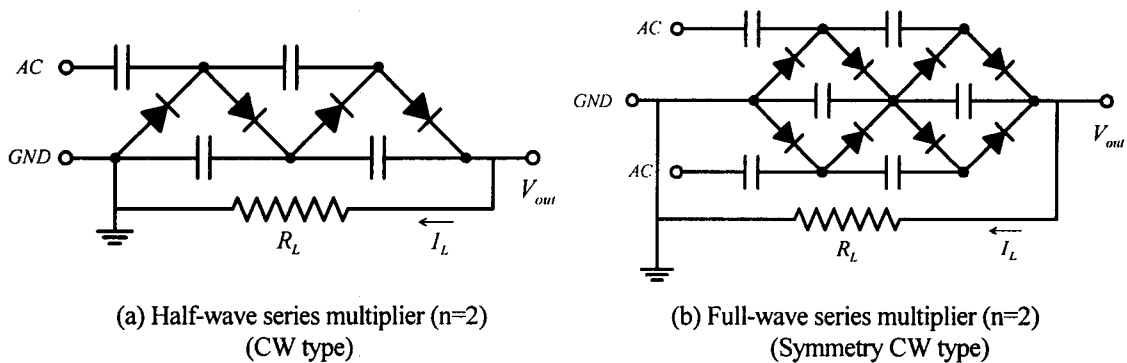 AC
GND
R_L
I_L
V_out
(a) Half-wave series multiplier (n=2)
(CW type)
AC
GND
AC
R_L
I_L
V_out
(b) Full-wave series multiplier (n=2)
(Symmetry CW type)